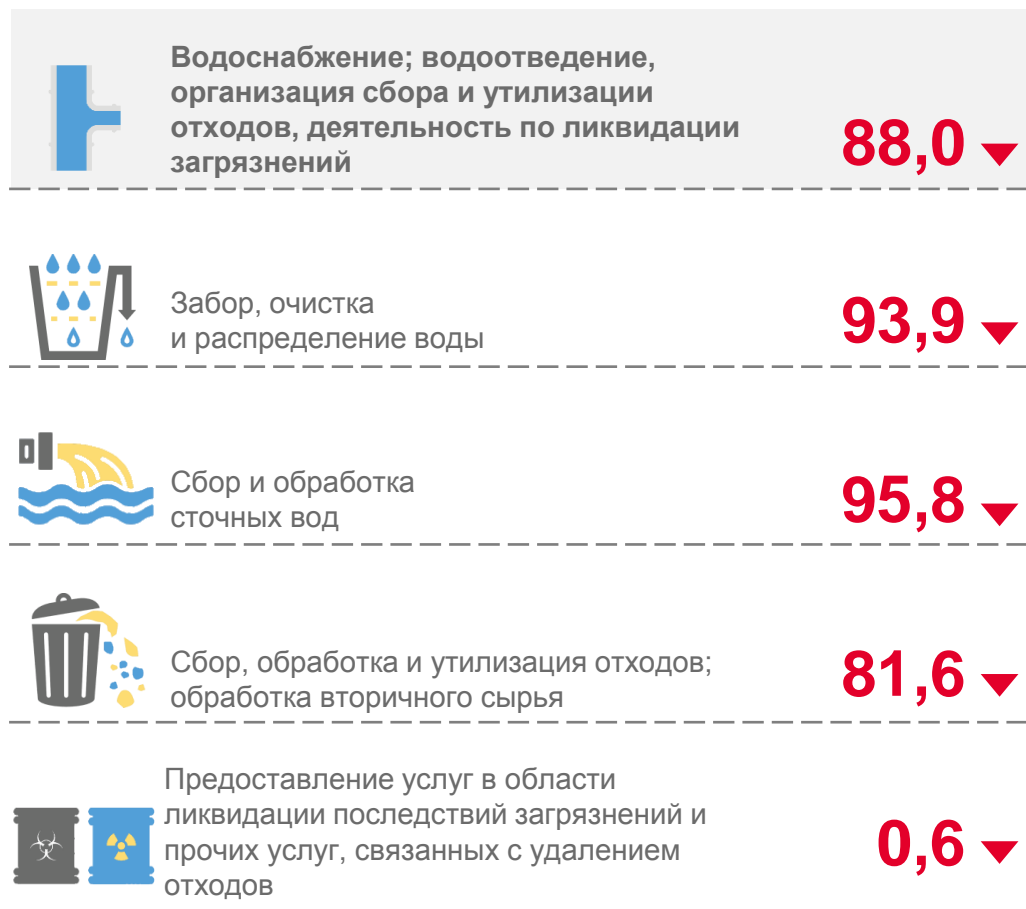 Водоснабжение; водоотведение,
организация сбора и утилизации
отходов, деятельность по ликвидации
загрязнений
88,0
Забор, очистка
и распределение воды
93,9
Сбор и обработка
сточных вод
95,8
Сбор, обработка и утилизация отходов;
обработка вторичного сырья
81,6
Предоставление услуг в области
ликвидации последствий загрязнений и
прочих услуг, связанных с удалением
отходов
0,6